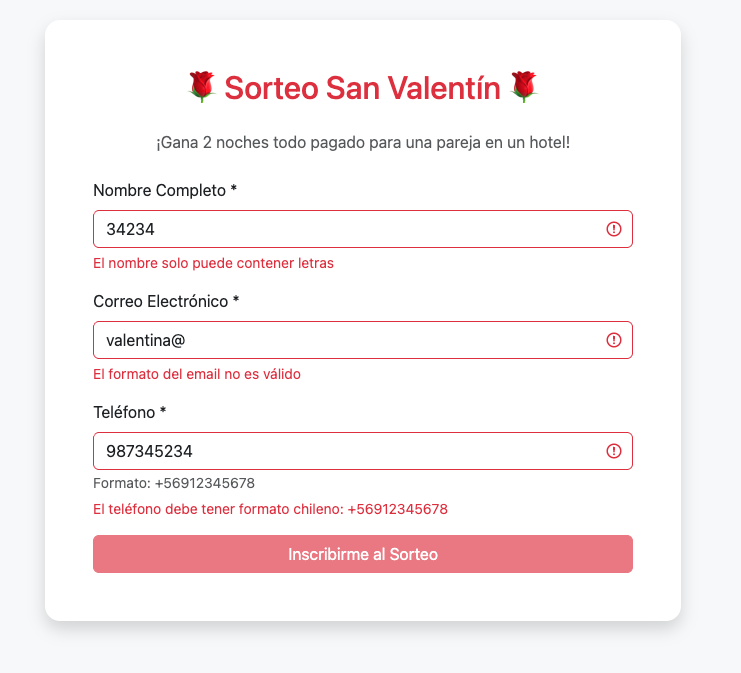 🌹 Sorteo San Valentín 🌹
¡Gana 2 noches todo pagado para una pareja en un hotel!
Nombre Completo *
34234
El nombre solo puede contener letras
Correo Electrónico *
valentina@
El formato del email no es válido
Teléfono *
987345234
Formato: +56912345678
El teléfono debe tener formato chileno: +56912345678
Inscribirme al Sorteo